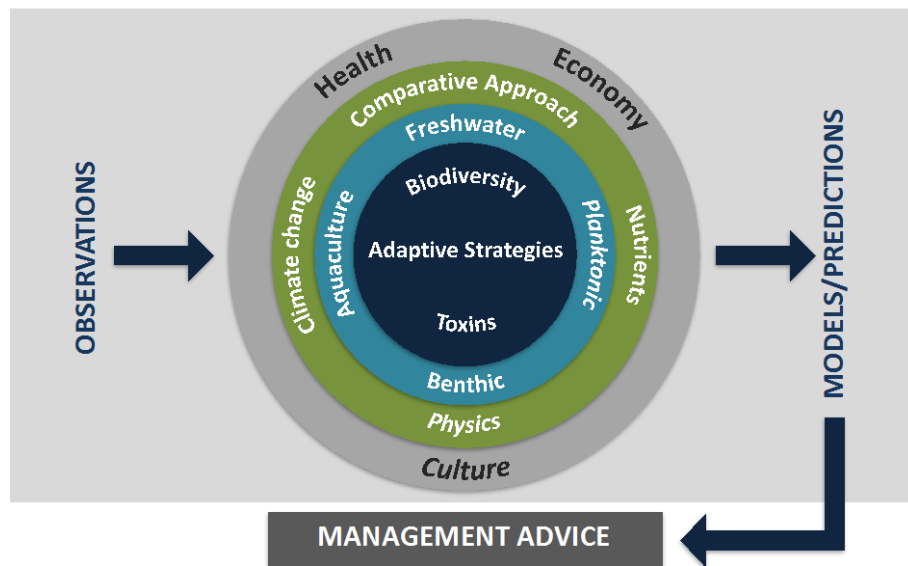 Health
Economy
Comparative Approach
Freshwater
Biodiversity
OBSERVATIONS
Climate change
Aquaculture
Adaptive Strategies
Planktonic
Nutrients
MODELS/PREDICTIONS
Toxins
Benthic
Physics
Culture
MANAGEMENT ADVICE